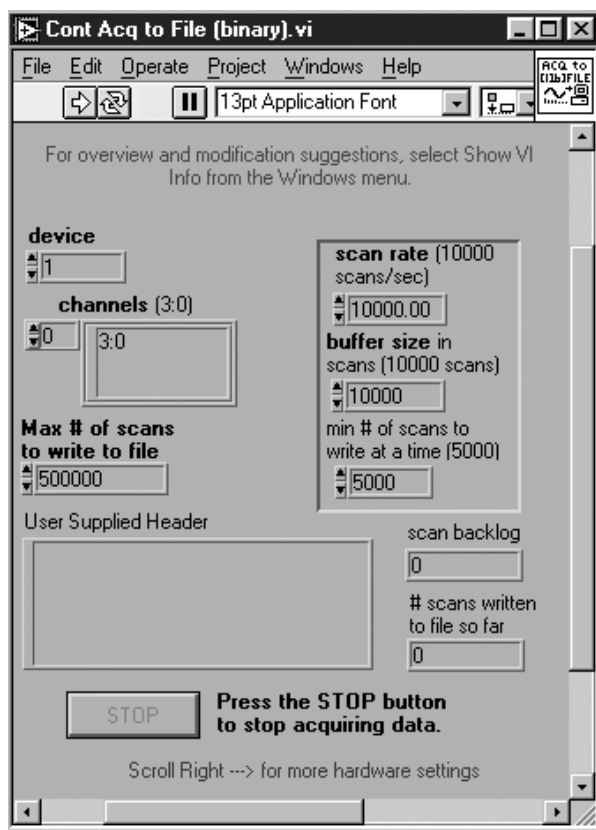 Cont Acq to File (binary).vi
File Edit Operate Project Windows Help
ACQ to
[1b]FILE
13pt Application Font
For overview and modification suggestions, select Show VI
Info from the Windows menu.
device
1
channels (3:0)
0
3:0
Max # of scans
to write to file
500000
scan rate (10000
scans/sec)
10000.00
buffer size in
scans (10000 scans)
10000
min # of scans to
write at a time (5000)
5000
User Supplied Header
scan backlog
0
# scans written
to file so far
0
STOP
Press the STOP button
to stop acquiring data.
Scroll Right ---> for more hardware settings